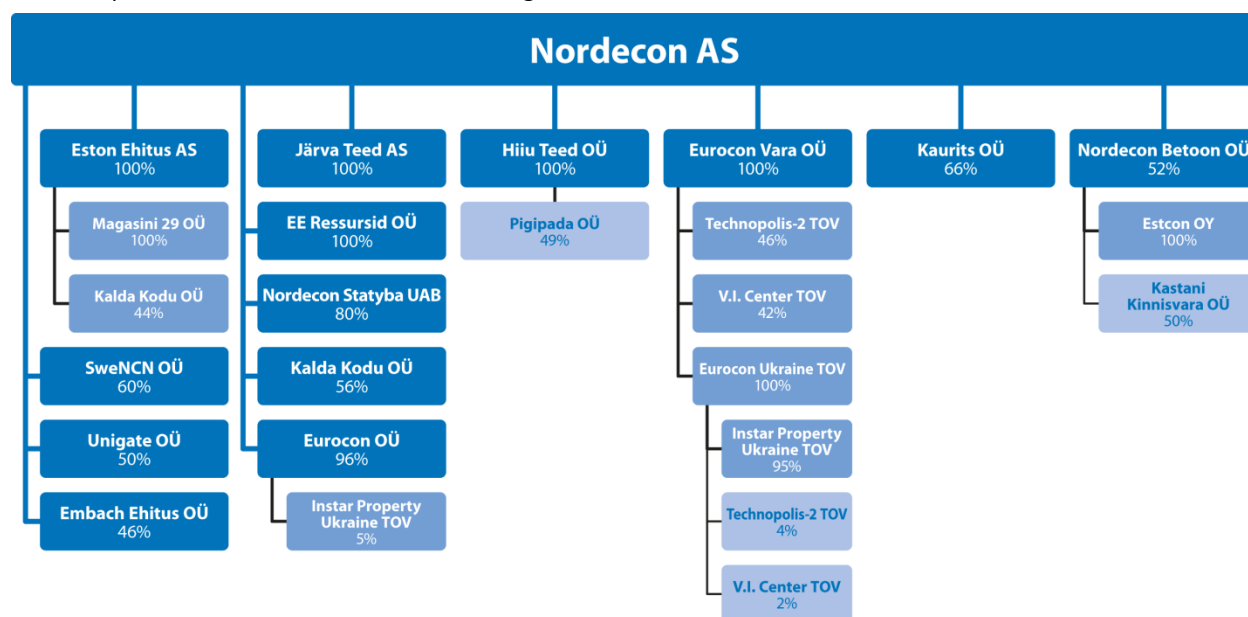 Nordecon AS
Eston Ehitus AS
100%
Magasini 29 OÜ
100%
Kalda Kodu OÜ
44%
SweNCN OÜ
60%
Unigate OÜ
50%
Embach Ehitus OÜ
46%
Järva Teed AS
100%
EE Ressursid OÜ
100%
Nordecon Statyba UAB
80%
Kalda Kodu OÜ
56%
Eurocon OÜ
96%
Instar Property
Ukraine TOV
5%
Hiiu Teed OÜ
100%
Pigipada OÜ
49%
Eurocon Vara OÜ
100%
Technopolis-2 TOV
46%
V.I. Center TOV
42%
Eurocon Ukraine TOV
100%
Instar Property
Ukraine TOV
95%
Technopolis-2 TOV
4%
V.I. Center TOV
2%
Kaurits OÜ
66%
Nordecon Betoon OÜ
52%
Estcon OY
100%
Kastani
Kinnisvara OÜ
50%